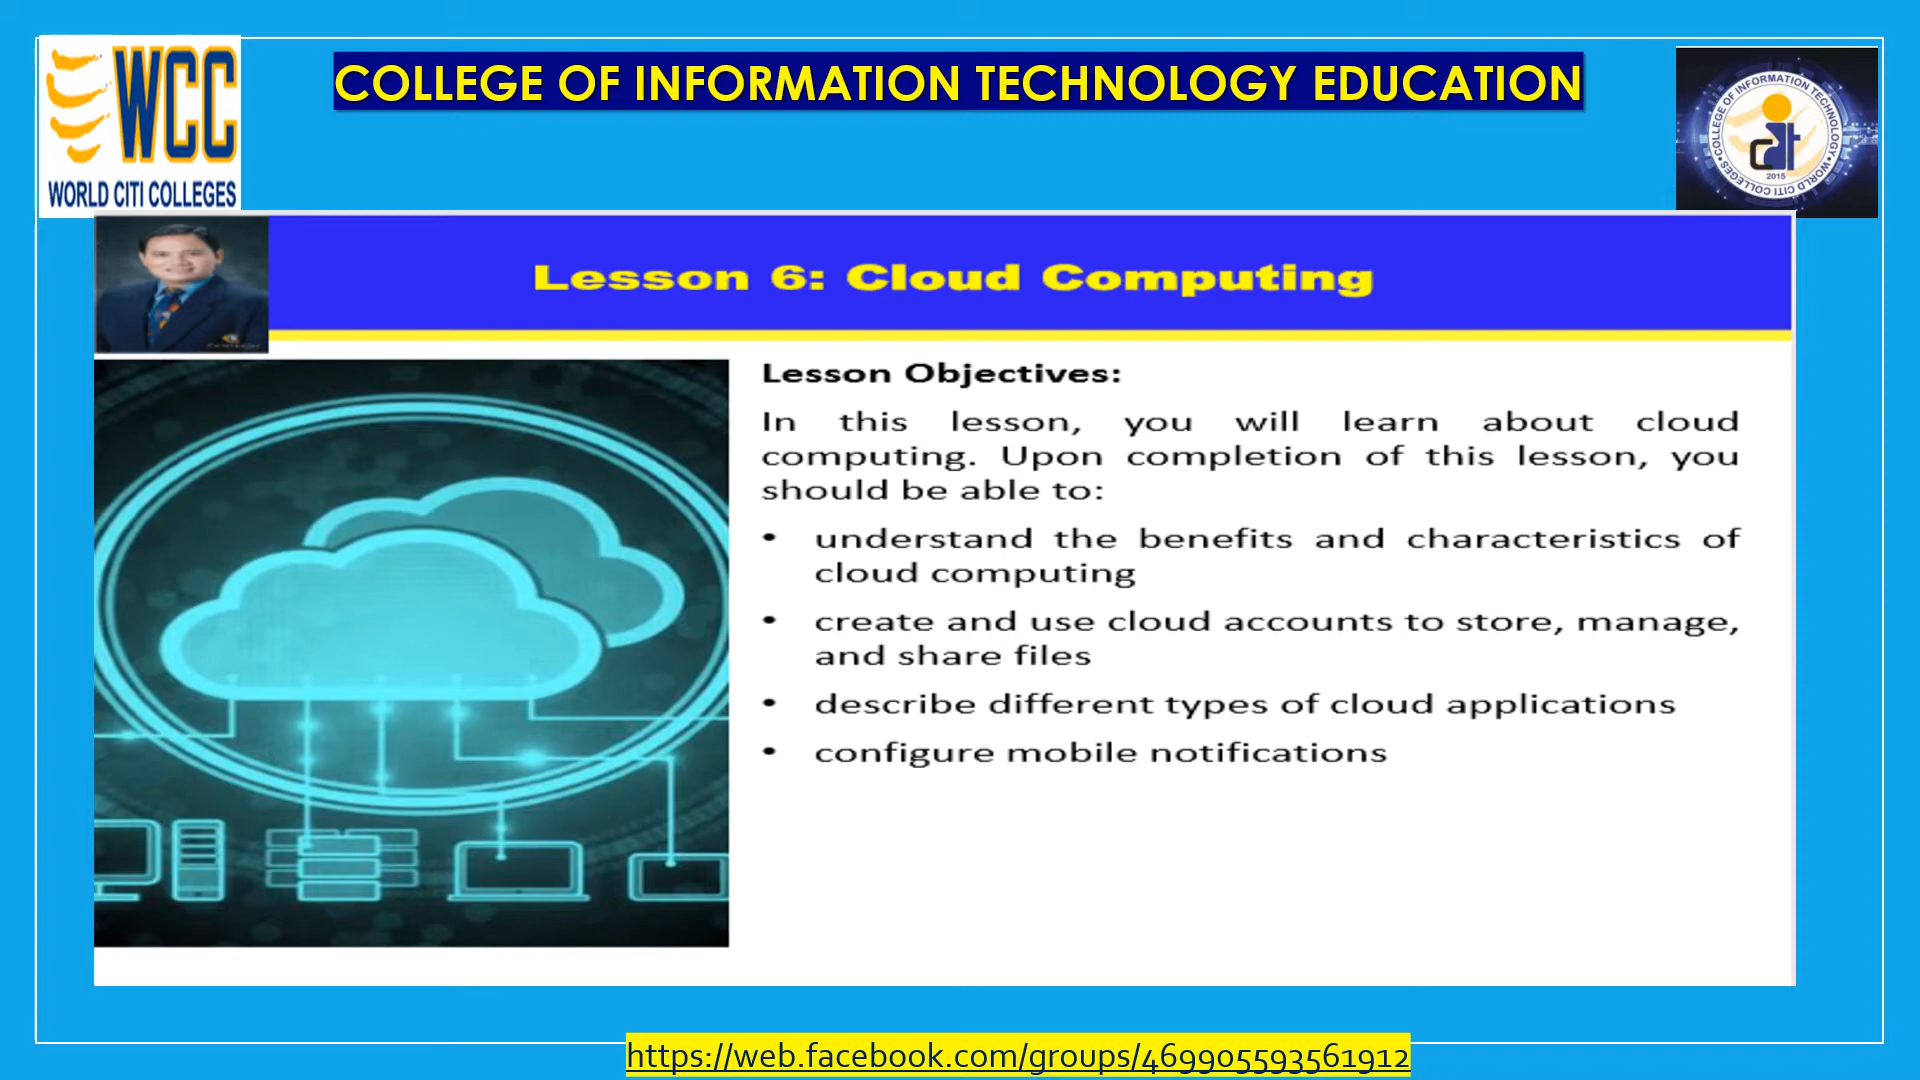 WCC
WORLD CITI COLLEGES
COLLEGE OF INFORMATION TECHNOLOGY EDUCATION
COLLEGE OF INFORMATION TECHNOLOGY
WORLD CITI COLLEGES
2015
Lesson 6: Cloud Computing
Lesson Objectives:
In this lesson, you will learn about cloud
computing. Upon completion of this lesson, you
should be able to:
• understand the benefits and characteristics of
cloud computing
• create and use cloud accounts to store, manage,
and share files
• describe different types of cloud applications
• configure mobile notifications
https://web.facebook.com/groups/469905593561912